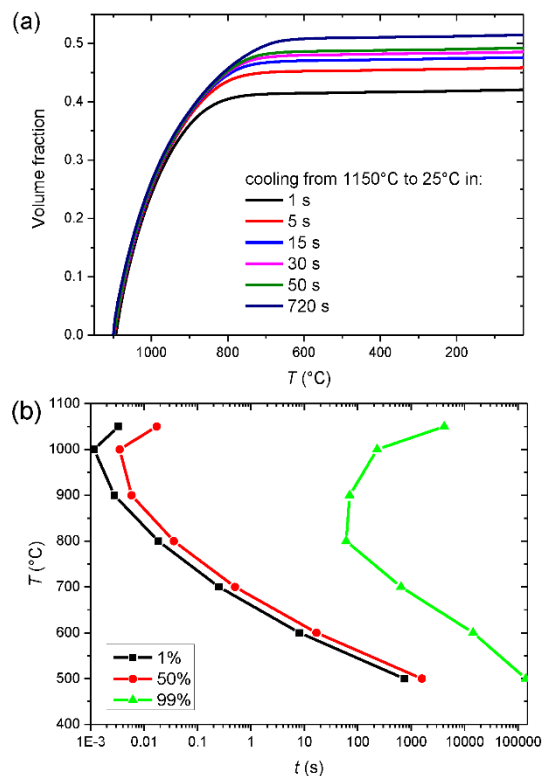 (a)
Volume fraction
0.5
0.4
0.3
0.2
0.1
0.0
cooling from 1150°C to 25°C in:
1 s
5 s
15 s
30 s
50 s
720 s
1000 800 600 400 200
T (°C)
(b)
T (°C)
1100
1000
900
800
700
600
500
400
1%
50%
99%
1E-3 0.01 0.1 1 10 100 1000 10000 100000
t (s)